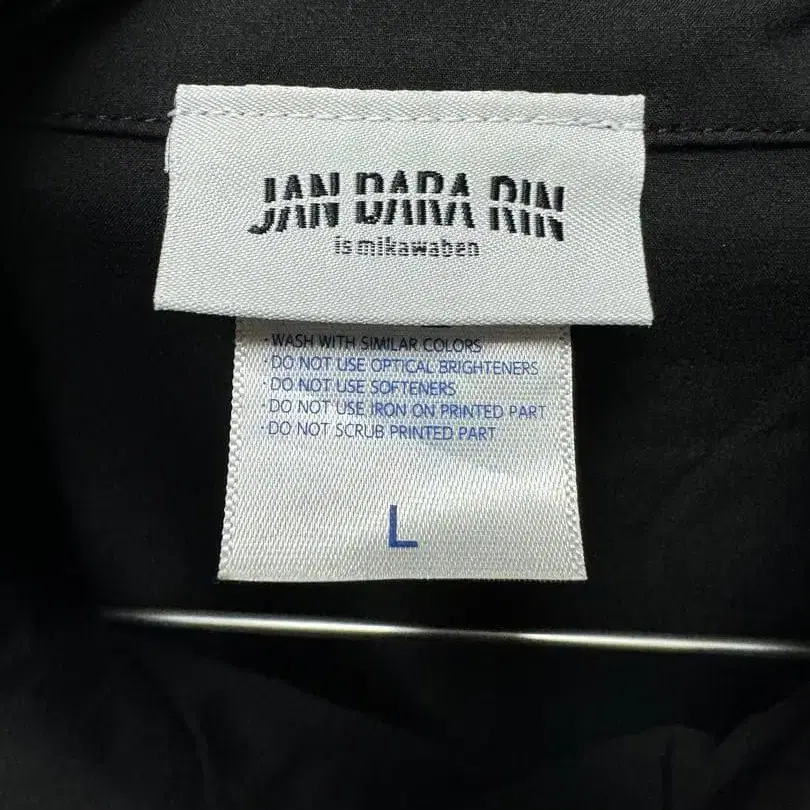 JAN DARA RIN
is mikawaben
·WASH WITH SIMILAR COLORS
·DO NOT USE OPTICAL BRIGHTENERS
·DO NOT USE SOFTENERS
·DO NOT USE IRON ON PRINTED PART
·DO NOT SCRUB PRINTED PART
L